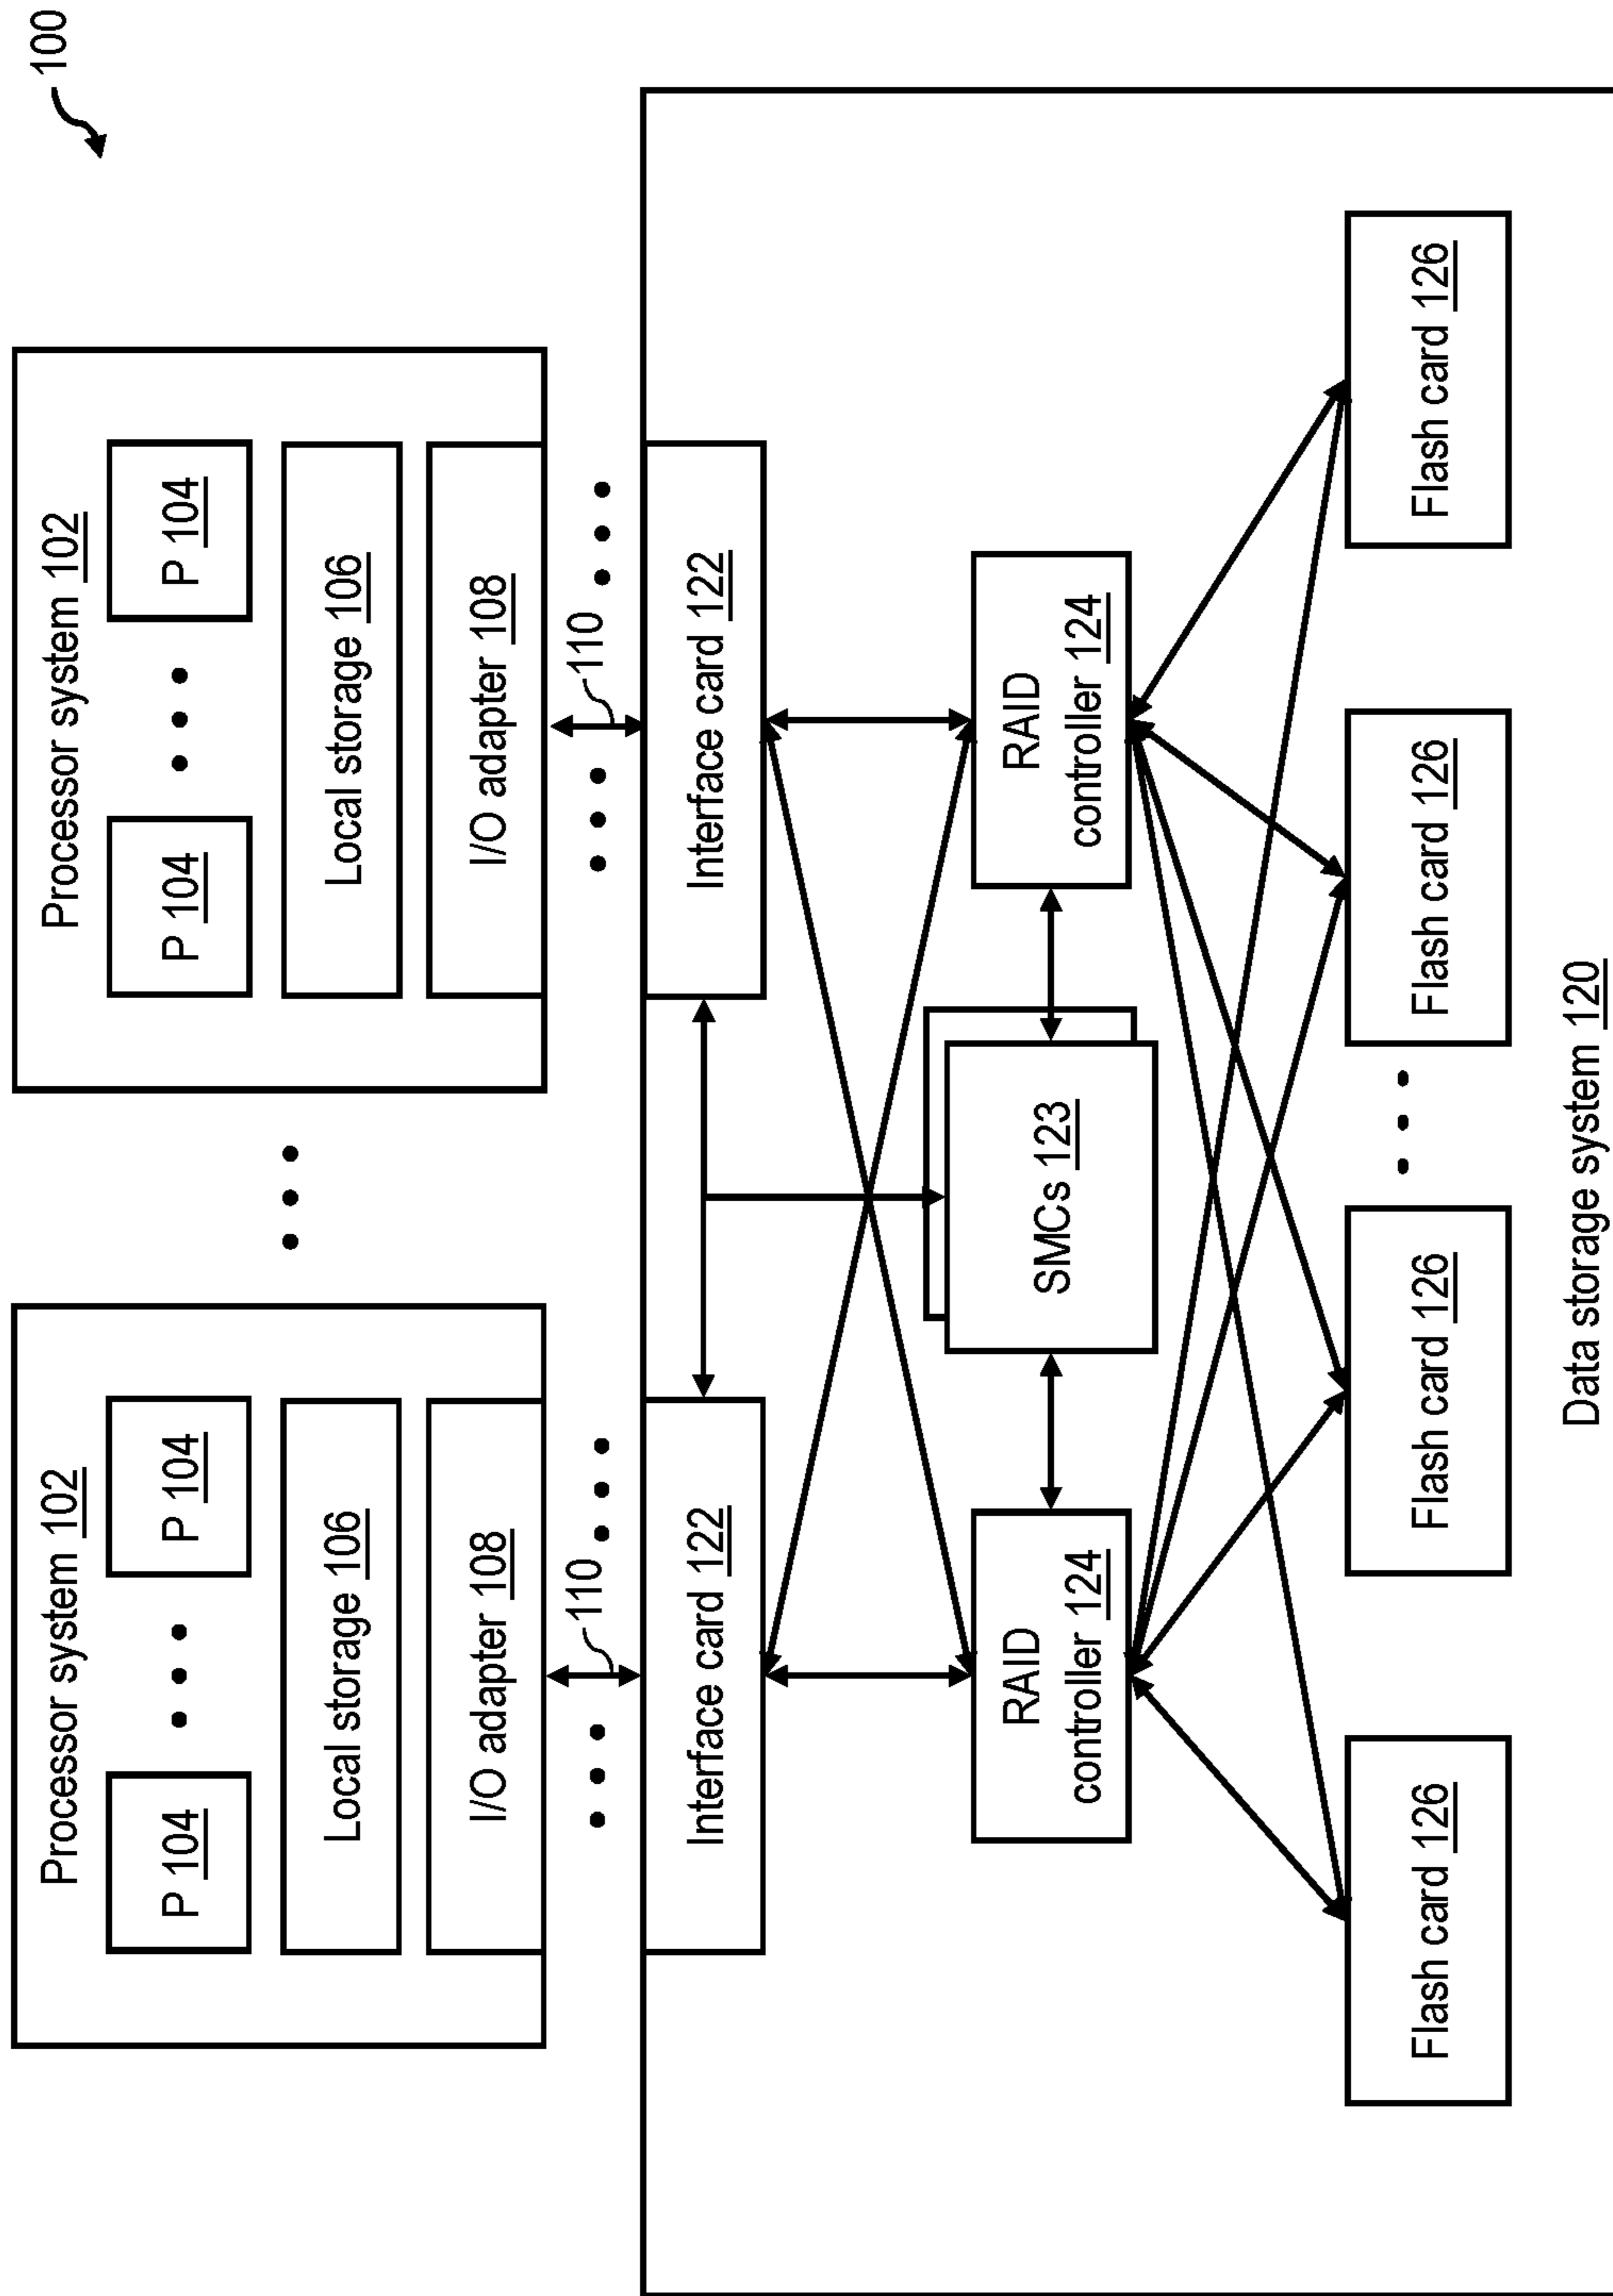 100
Processor system 102
P 104
P 104
Local storage 106
I/O adapter 108
110
Processor system 102
P 104
P 104
Local storage 106
I/O adapter 108
110
Interface card 122
Interface card 122
RAID
controller 124
SMCs 123
RAID
controller 124
Flash card 126
Flash card 126
Flash card 126
Flash card 126
Data storage system 120